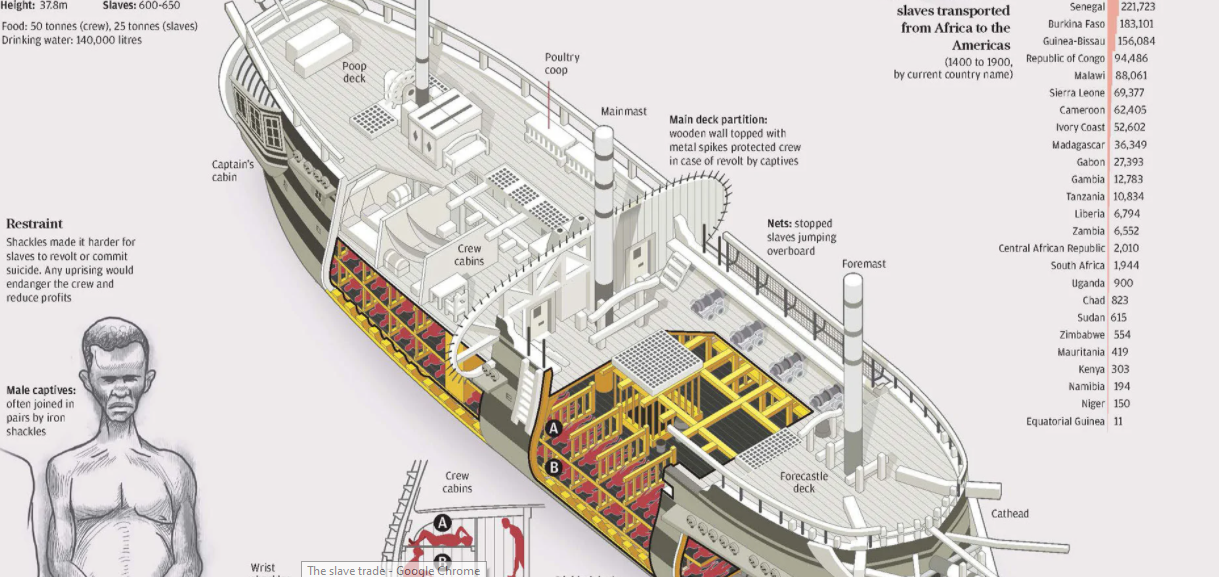 Height: 37.8m Slaves: 600-650
Food: 50 tonnes (crew), 25 tonnes (slaves)
Drinking water: 140,000 litres
Poop
deck
Poultry
coop
Mainmast
Main deck partition:
wooden wall topped with
metal spikes protected crew
in case of revolt by captives
Captain's
cabin
Crew
cabins
Nets: stopped
slaves jumping
overboard
Foremast
Restraint
Shackles made it harder for
slaves to revolt or commit
suicide. Any uprising would
endanger the crew and
reduce profits
Male captives:
often joined in
pairs by iron
shackles
A
B
Forecastle
deck
Cathead
Crew
cabins
A
B
Wrist
The slave trade - Google Chrome
slaves transported
from Africa to the
Americas
(1400 to 1900,
by current country name)
Senegal 221,723
Burkina Faso 183,101
Guinea-Bissau 156,084
Republic of Congo 94,486
Malawi 88,061
Sierra Leone 69,377
Cameroon 62,405
Ivory Coast 52,602
Madagascar 36,349
Gabon 27,393
Gambia 12,783
Tanzania 10,834
Liberia 6,794
Zambia 6,552
Central African Republic 2,010
South Africa 1,944
Uganda 900
Chad 823
Sudan 615
Zimbabwe 554
Mauritania 419
Kenya 303
Namibia 194
Niger 150
Equatorial Guinea 11